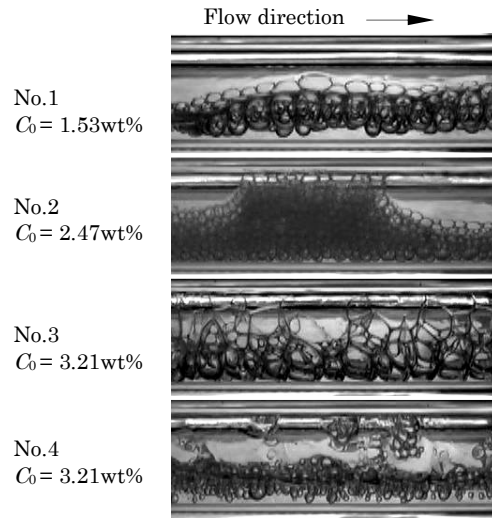 Flow direction
No.1
C₀ = 1.53wt%
No.2
C₀ = 2.47wt%
No.3
C₀ = 3.21wt%
No.4
C₀ = 3.21wt%